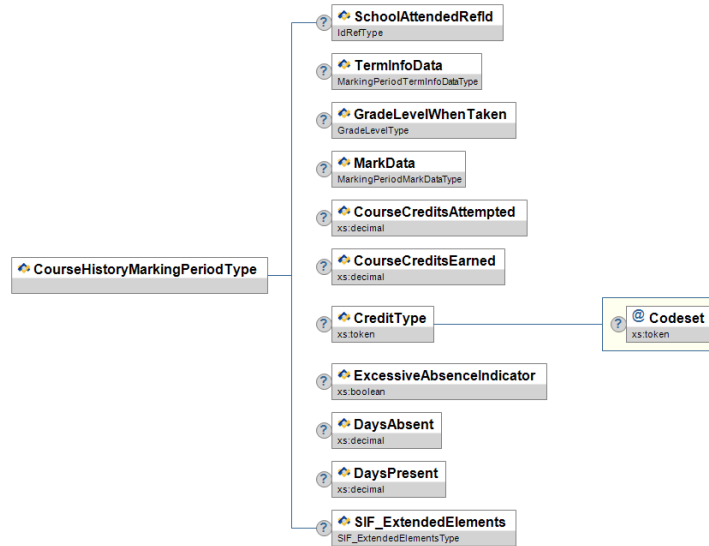 ? SchoolAttendedRefId
IdRefType
? TermInfoData
MarkingPeriodTermInfoDataType
? GradeLevelWhenTaken
GradeLevelType
? MarkData
MarkingPeriodMarkDataType
? CourseCreditsAttempted
xs:decimal
CourseHistoryMarkingPeriodType
? CourseCreditsEarned
xs:decimal
? CreditType
xs:token
? @ Codeset
xs:token
? ExcessiveAbsenceIndicator
xs:boolean
? DaysAbsent
xs:decimal
? DaysPresent
xs:decimal
? SIF_ExtendedElements
SIF_ExtendedElementsType